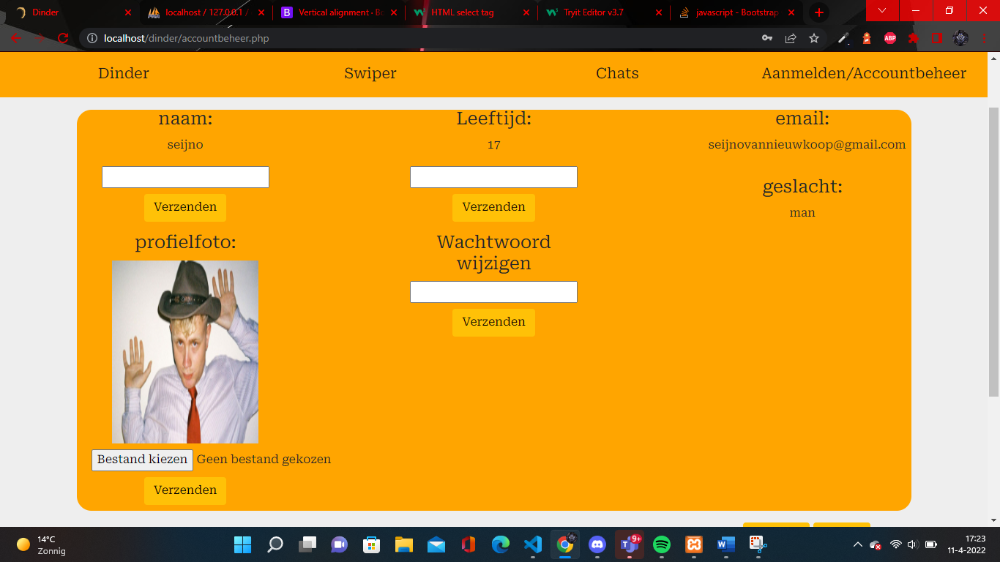 Dinder
localhost / 127.0.0.1 /
Vertical alignment · Bo
HTML select tag
Tryit Editor v3.7
javascript - Bootstrap
localhost/dinder/accountbeheer.php
ABP
Dinder
Swiper
Chats
Aanmelden/Accountbeheer
naam:
seijno
Verzenden
Leeftijd:
17
Verzenden
email:
seijnovannieuwkoop@gmail.com
geslacht:
man
profielfoto:
Bestand kiezen Geen bestand gekozen
Verzenden
Wachtwoord
wijzigen
Verzenden
14°C
Zonnig
9+
17:23
11-4-2022